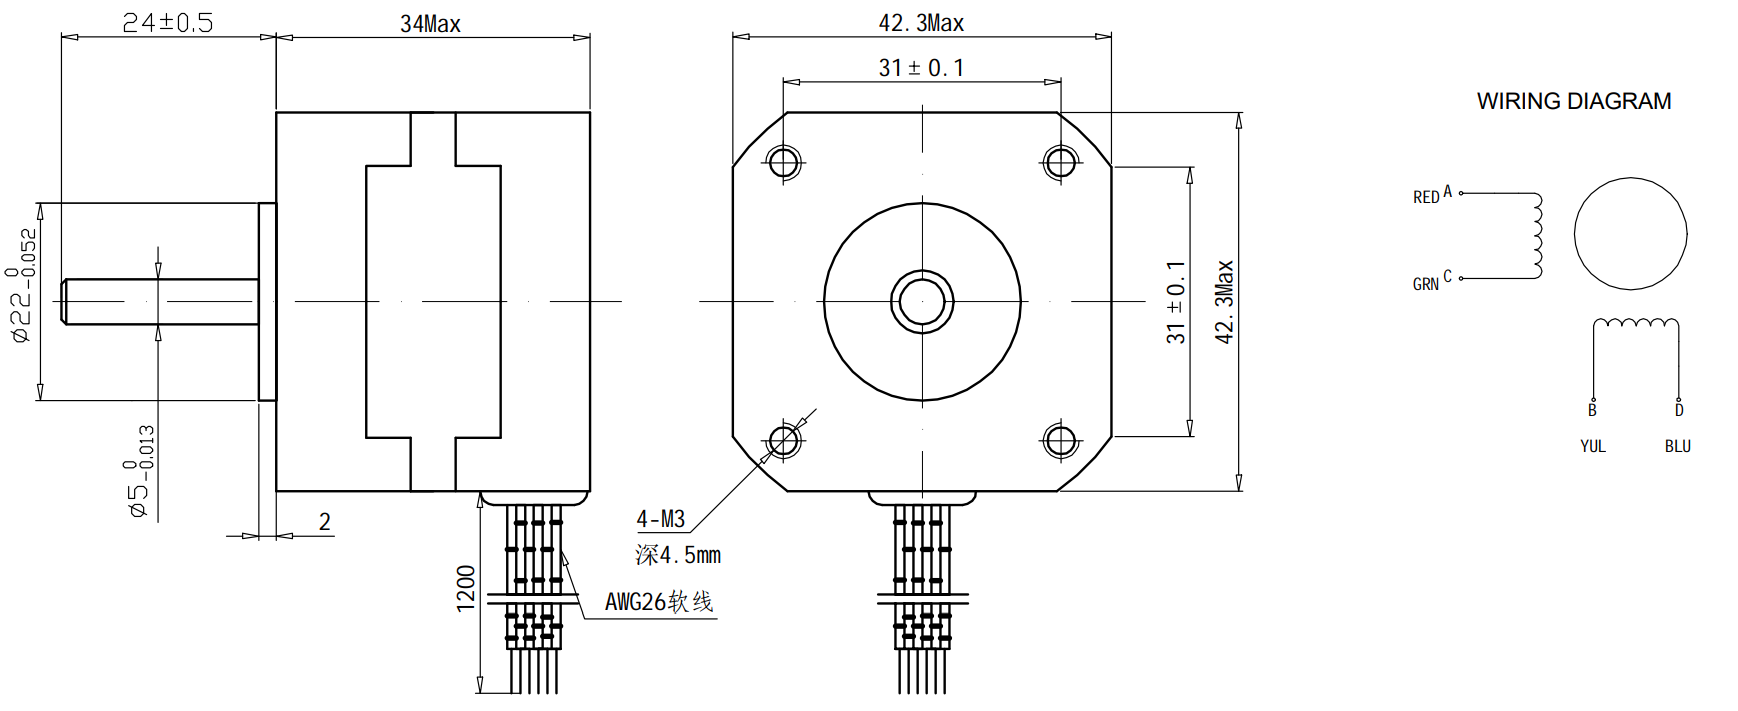 24±0.5
34Max
42.3Max
31±0.1
WIRING DIAGRAM
RED A
GRN C
B
D
YUL
BLU
Ø22 0 -0.052
Ø5 0 -0.013
2
1200
4-M3
深4.5mm
AWG26软线
31±0.1
42.3Max